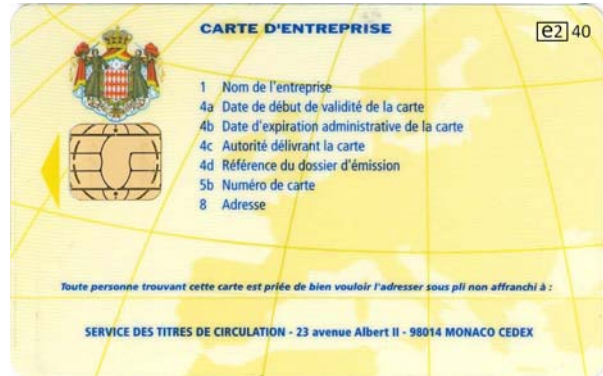 CARTE D'ENTREPRISE
e2 40
1 Nom de l'entreprise
4a Date de début de validité de la carte
4b Date d'expiration administrative de la carte
4c Autorité délivrant la carte
4d Référence du dossier d'émission
5b Numéro de carte
8 Adresse
Toute personne trouvant cette carte est priée de bien vouloir l'adresser sous pli non affranchi à :
SERVICE DES TITRES DE CIRCULATION - 23 avenue Albert II - 98014 MONACO CEDEX